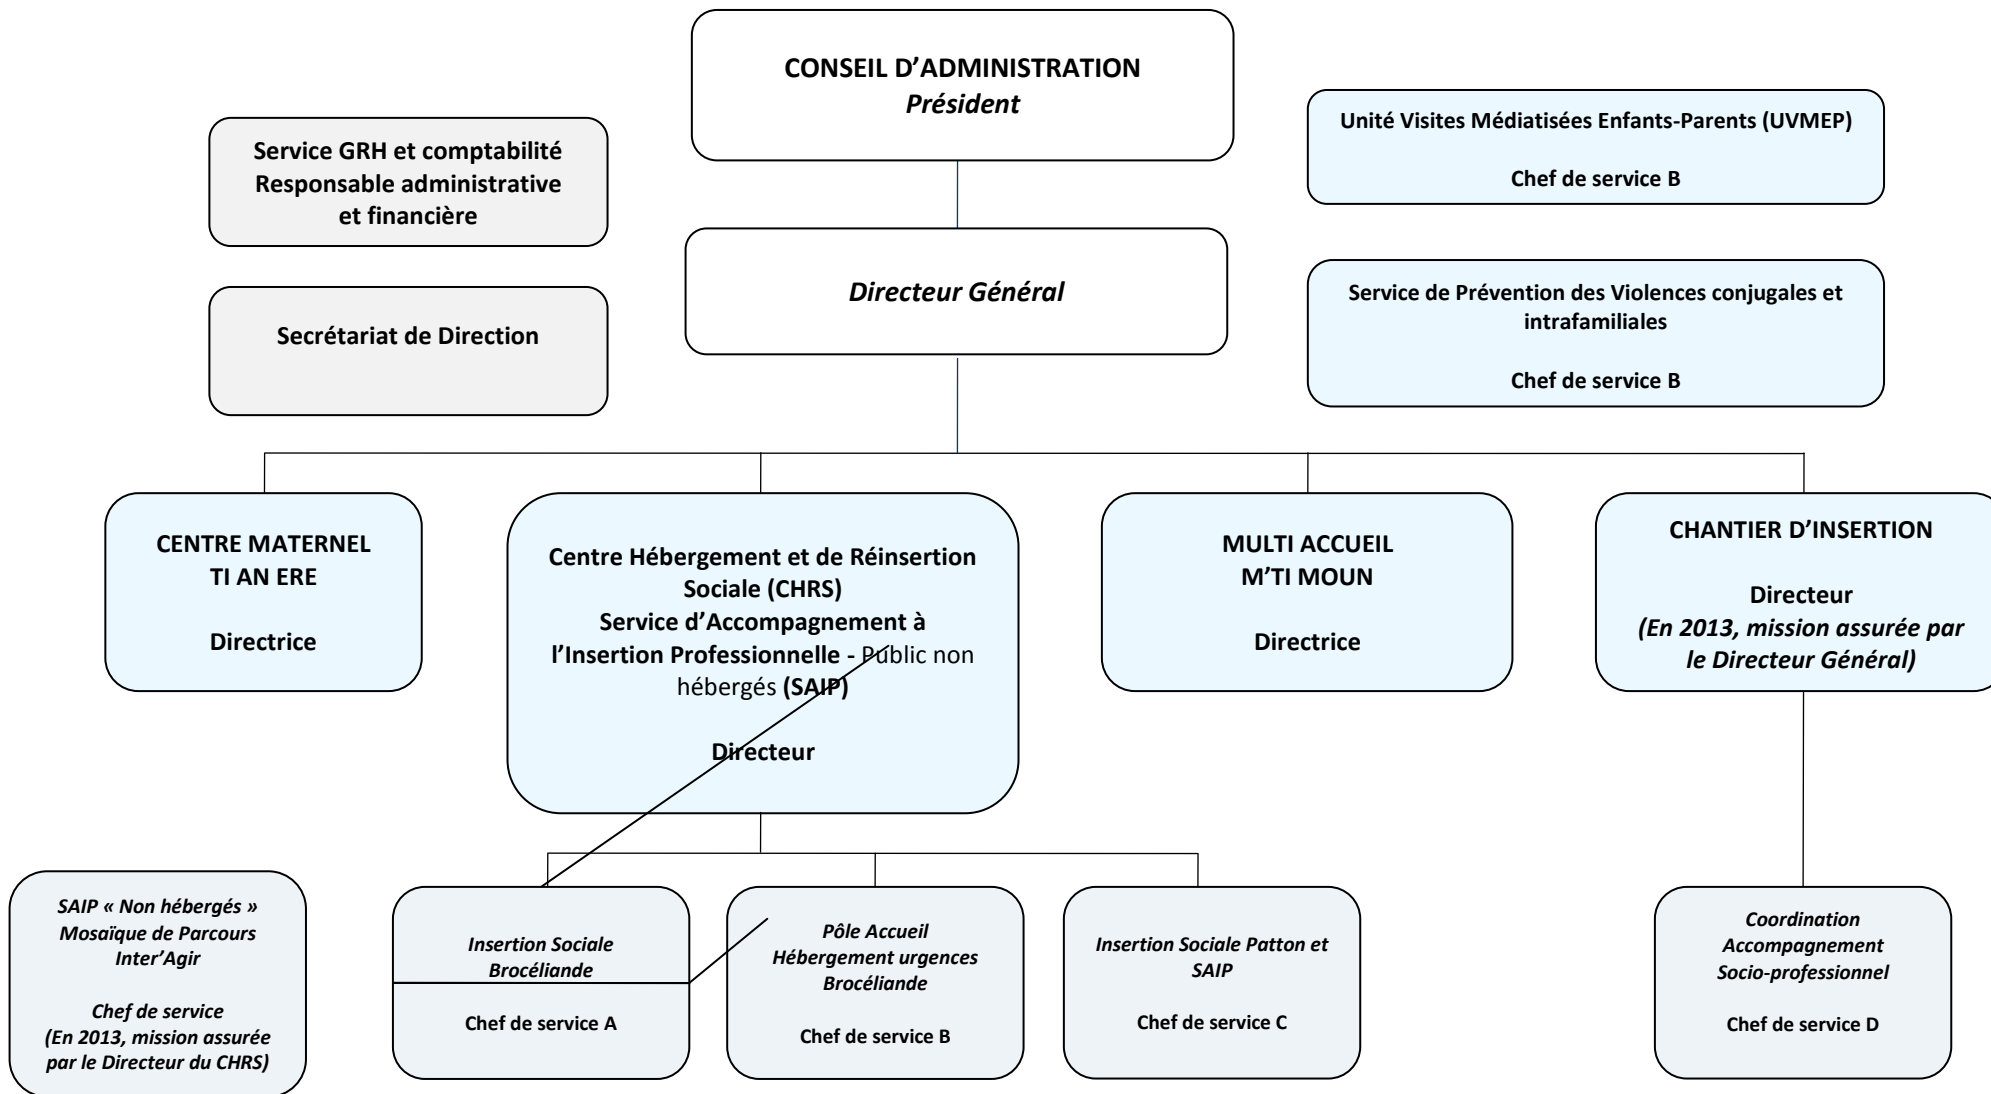 CONSEIL D’ADMINISTRATION
Président
Service GRH et comptabilité
Responsable administrative
et financière
Unité Visites Médiatisées Enfants-Parents (UVMEP)
Chef de service B
Directeur Général
Secrétariat de Direction
Service de Prévention des Violences conjugales et
intrafamiliales
Chef de service B
CENTRE MATERNEL
TI AN ERE
Directrice
Centre Hébergement et de Réinsertion
Sociale (CHRS)
Service d’Accompagnement à
l’Insertion Professionnelle - Public non
hébergés (SAIP)
Directeur
MULTI ACCUEIL
M’TI MOUN
Directrice
CHANTIER D’INSERTION
Directeur
(En 2013, mission assurée par
le Directeur Général)
SAIP « Non hébergés »
Mosaïque de Parcours
Inter’Agir
Chef de service
(En 2013, mission assurée
par le Directeur du CHRS)
Insertion Sociale
Brocéliande
Chef de service A
Pôle Accueil
Hébergement urgences
Brocéliande
Chef de service B
Insertion Sociale Patton et
SAIP
Chef de service C
Coordination
Accompagnement
Socio-professionnel
Chef de service D